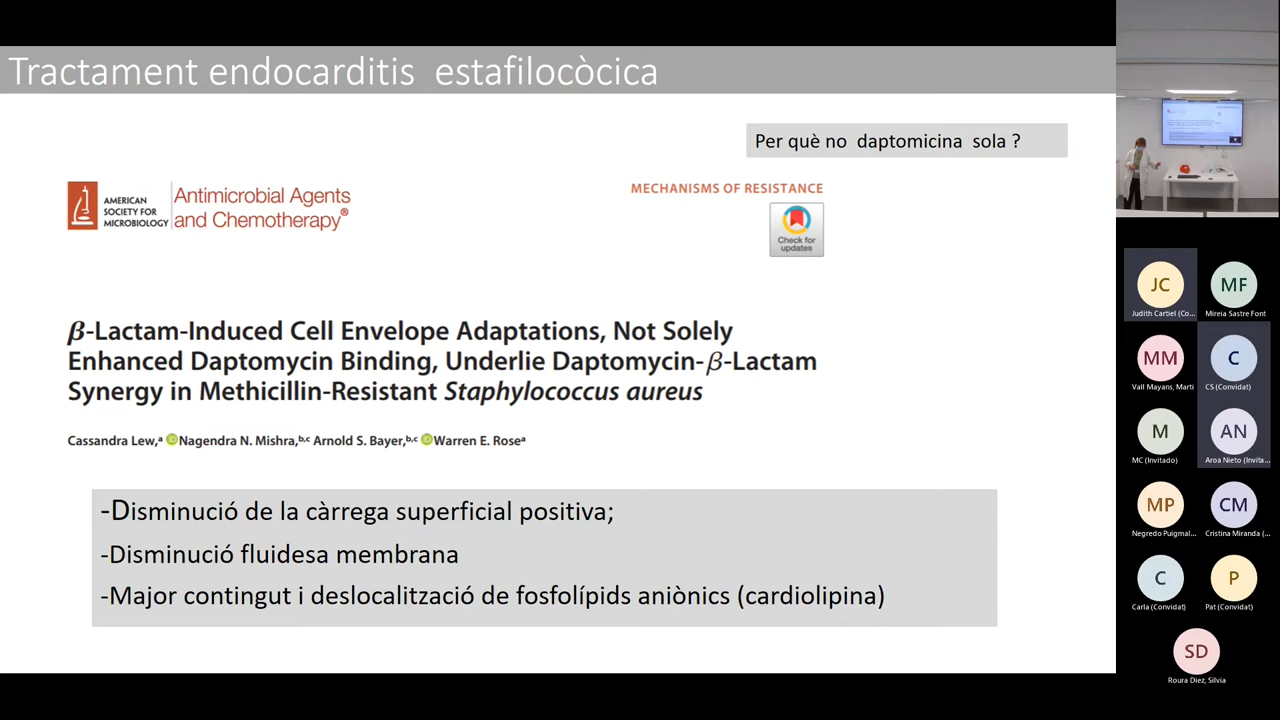 Tractament endocarditis estafilocòcica
Per què no daptomicina sola ?
AMERICAN
SOCIETY FOR
MICROBIOLOGY
Antimicrobial Agents
and Chemotherapy®
MECHANISMS OF RESISTANCE
Check for
updates
β-Lactam-Induced Cell Envelope Adaptations, Not Solely
Enhanced Daptomycin Binding, Underlie Daptomycin-β-Lactam
Synergy in Methicillin-Resistant Staphylococcus aureus
Cassandra Lew,ᵃ Nagendra N. Mishra,ᵇ,ᶜ Arnold S. Bayer,ᵇ,ᶜ Warren E. Roseᵃ
-Disminució de la càrrega superficial positiva;
-Disminució fluidesa membrana
-Major contingut i deslocalització de fosfolípids aniònics (cardiolipina)
JC
Judith Cartiel (Co...
MF
Mireia Sastre Font
MM
Vall Mayans, Marti
C
CS (Convidat)
M
MC (Invitado)
AN
Aroa Nieto (Invita...
MP
Negredo Puigmal...
CM
Cristina Miranda (...
C
Carla (Convidat)
P
Pat (Convidat)
SD
Roura Diez, Silvia